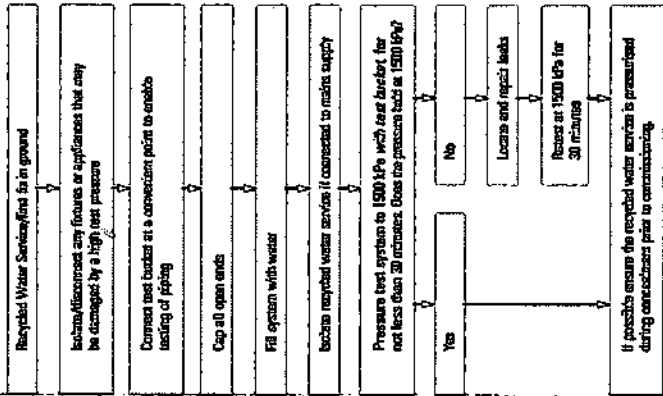 Recycled Water Service/first fix in ground
Isolate/disconnect any fixtures or appliances that may
be damaged by a high test pressure
Connect test bucket at a convenient point to enable
testing of piping
Cap all open ends
Fill system with water
Isolate recycled water service if connected to mains supply
Pressure test system to 1500 kPa with test bucket for
not less than 30 minutes. Does the pressure hold at 1500 kPa?
Yes
No
Locate and repair leaks
Retest at 1500 kPa for
30 minutes
If possible ensure the recycled water service is pressurised
during concealment prior to commissioning.